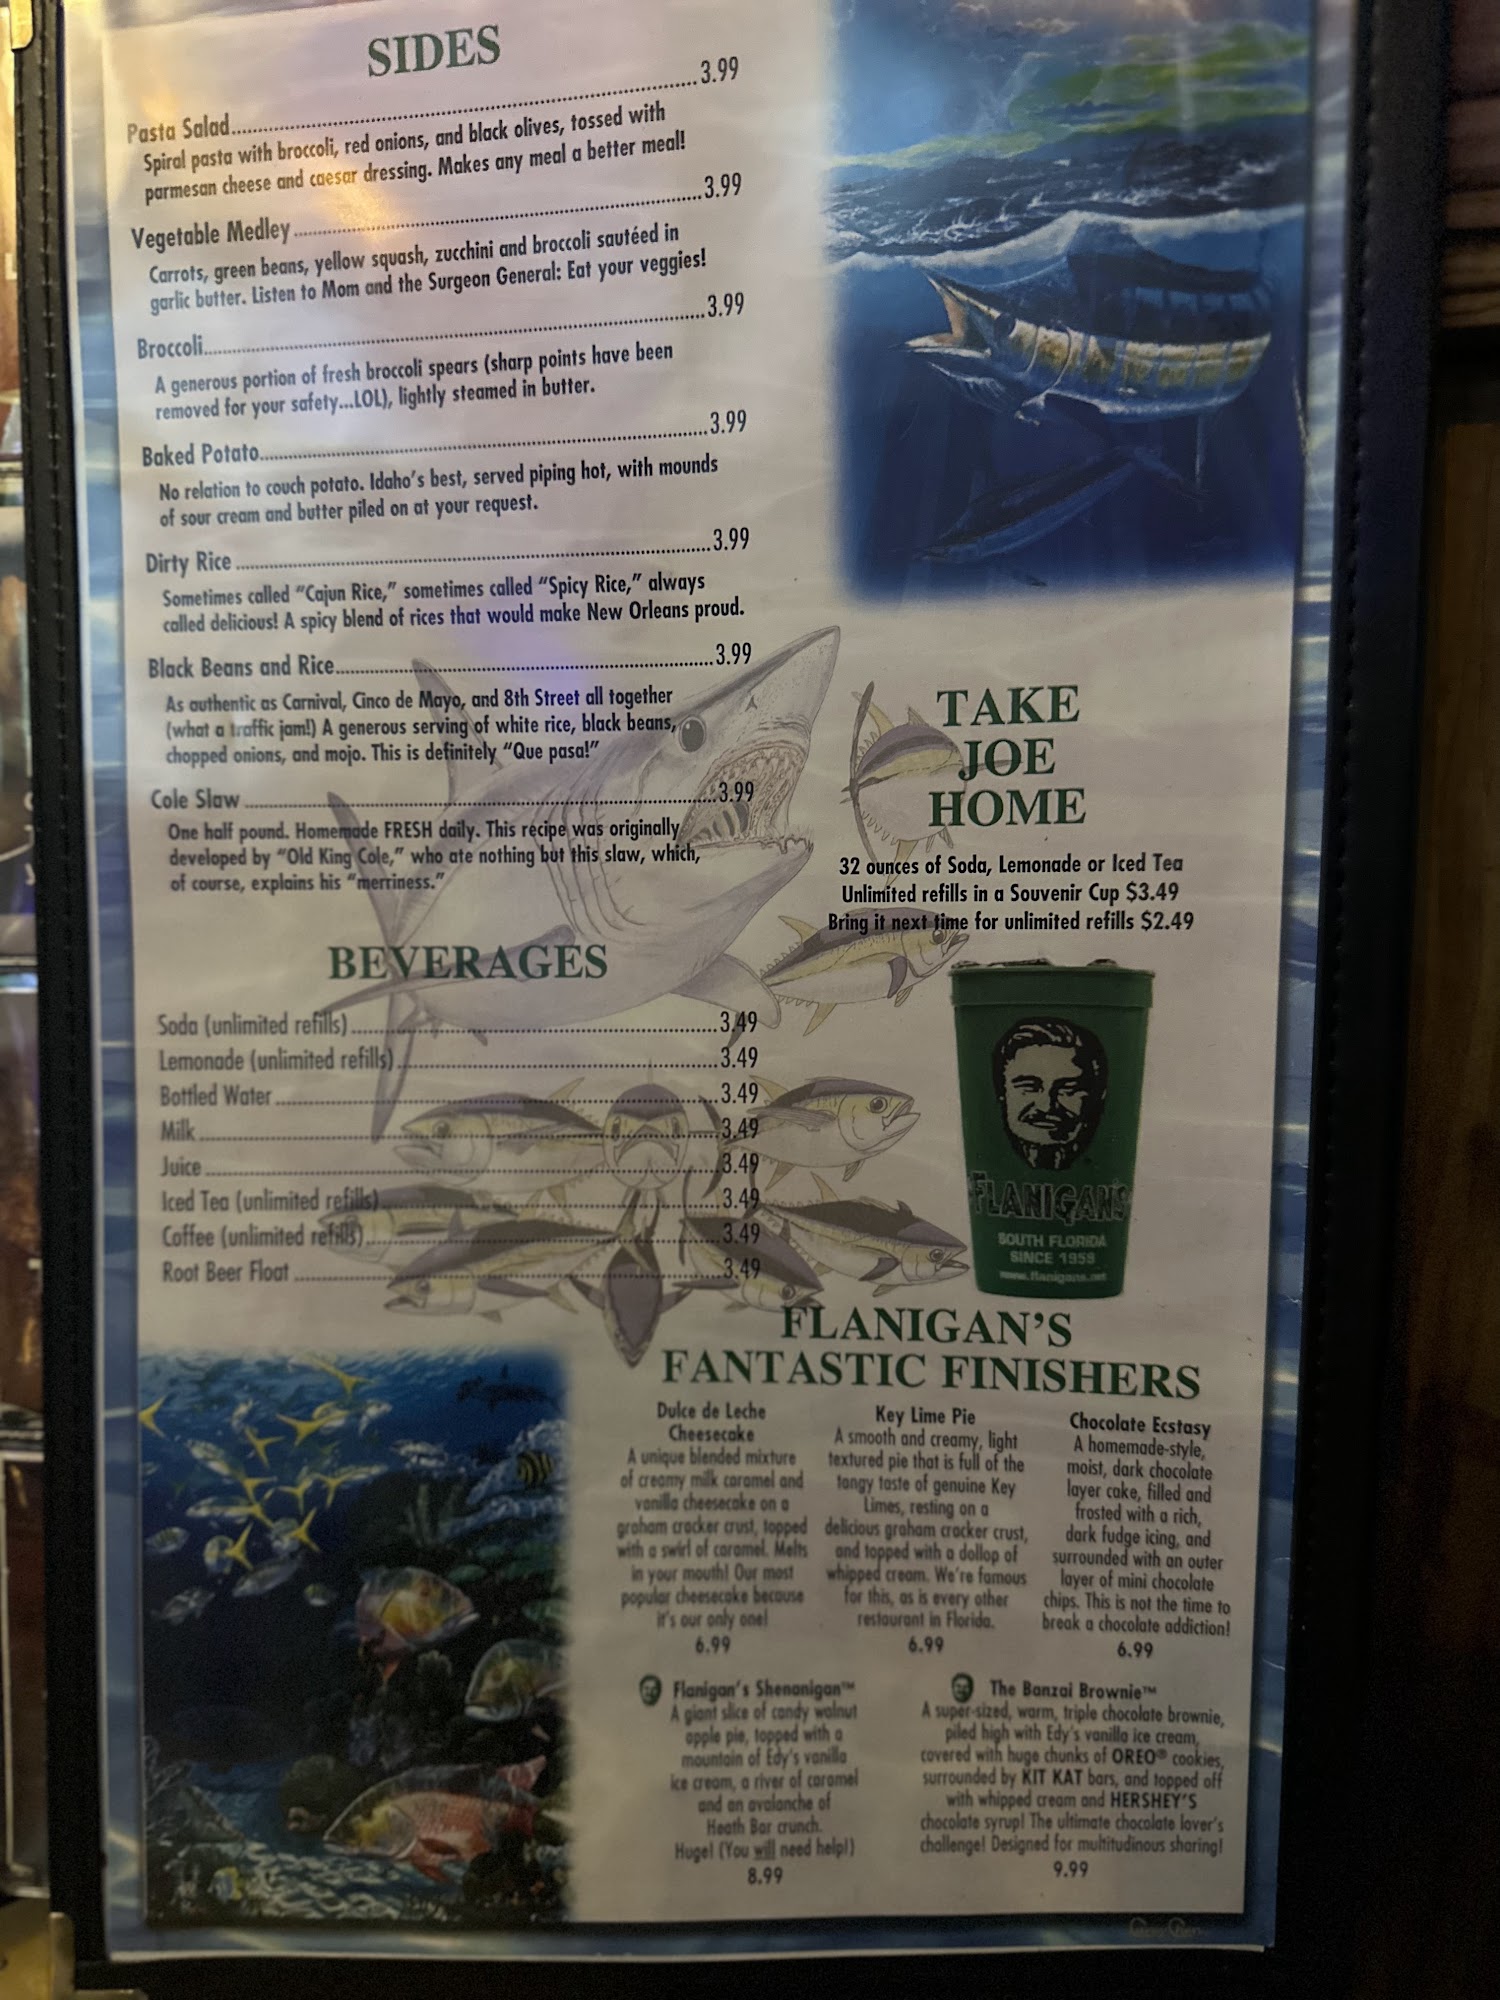 SIDES
Pasta Salad 3.99
Spiral pasta with broccoli, red onions, and black olives, tossed with
parmesan cheese and caesar dressing. Makes any meal a better meal!
Vegetable Medley 3.99
Carrots, green beans, yellow squash, zucchini and broccoli sautéed in
garlic butter. Listen to Mom and the Surgeon General: Eat your veggies!
Broccoli 3.99
A generous portion of fresh broccoli spears (sharp points have been
removed for your safety...LOL), lightly steamed in butter.
Baked Potato 3.99
No relation to couch potato. Idaho's best, served piping hot, with mounds
of sour cream and butter piled on at your request.
Dirty Rice 3.99
Sometimes called "Cajun Rice," sometimes called "Spicy Rice," always
called delicious! A spicy blend of rices that would make New Orleans proud.
Black Beans and Rice 3.99
As authentic as Carnival, Cinco de Mayo, and 8th Street all together
(what a traffic jam!) A generous serving of white rice, black beans,
chopped onions, and mojo. This is definitely "Que pasa!"
Cole Slaw 3.99
One half pound. Homemade FRESH daily. This recipe was originally
developed by "Old King Cole," who ate nothing but this slaw, which,
of course, explains his "merriness."
TAKE
JOE
HOME
32 ounces of Soda, Lemonade or Iced Tea
Unlimited refills in a Souvenir Cup $3.49
Bring it next time for unlimited refills $2.49
FLANIGAN'S
SOUTH FLORIDA
SINCE 1959
www.flanigans.net
BEVERAGES
Soda (unlimited refills) 3.49
Lemonade (unlimited refills) 3.49
Bottled Water 3.49
Milk 3.49
Juice 3.49
Iced Tea (unlimited refills) 3.49
Coffee (unlimited refills) 3.49
Root Beer Float 3.49
FLANIGAN'S
FANTASTIC FINISHERS
Dulce de Leche
Cheesecake
A unique blended mixture
of creamy milk caramel and
vanilla cheesecake on a
graham cracker crust, topped
with a swirl of caramel. Melts
in your mouth! Our most
popular cheesecake because
it's our only one!
6.99
Key Lime Pie
A smooth and creamy, light
textured pie that is full of the
tangy taste of genuine Key
Limes, resting on a
delicious graham cracker crust,
and topped with a dollop of
whipped cream. We're famous
for this, as is every other
restaurant in Florida.
6.99
Chocolate Ecstasy
A homemade-style,
moist, dark chocolate
layer cake, filled and
frosted with a rich,
dark fudge icing, and
surrounded with an outer
layer of mini chocolate
chips. This is not the time to
break a chocolate addiction!
6.99
Flanigan's Shenanigan™
A giant slice of candy walnut
apple pie, topped with a
mountain of Edy's vanilla
ice cream, a river of caramel
and an avalanche of
Heath Bar crunch.
Huge! (You will need help!)
8.99
The Banzai Brownie™
A super-sized, warm, triple chocolate brownie,
piled high with Edy's vanilla ice cream,
covered with huge chunks of OREO® cookies,
surrounded by KIT KAT bars, and topped off
with whipped cream and HERSHEY'S
chocolate syrup! The ultimate chocolate lover's
challenge! Designed for multitudinous sharing!
9.99